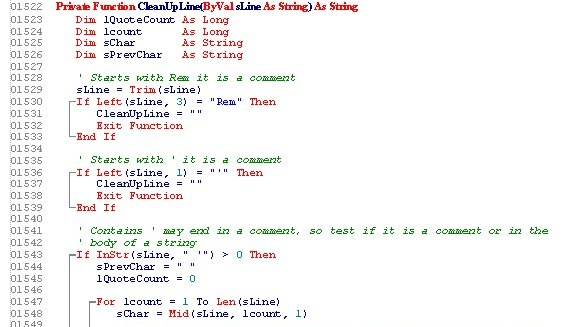 01522 Private Function CleanUpLine(ByVal sLine As String) As String
01523 Dim lQuoteCount As Long
01524 Dim lcount As Long
01525 Dim sChar As String
01526 Dim sPrevChar As String
01527
01528 ' Starts with Rem it is a comment
01529 sLine = Trim(sLine)
01530 If Left(sLine, 3) = "Rem" Then
01531 CleanUpLine = ""
01532 Exit Function
01533 End If
01534
01535 ' Starts with ' it is a comment
01536 If Left(sLine, 1) = "'" Then
01537 CleanUpLine = ""
01538 Exit Function
01539 End If
01540
01541 ' Contains ' may end in a comment, so test if it is a comment or in the
01542 ' body of a string
01543 If InStr(sLine, "'") > 0 Then
01544 sPrevChar = " "
01545 lQuoteCount = 0
01546
01547 For lcount = 1 To Len(sLine)
01548 sChar = Mid(sLine, lcount, 1)